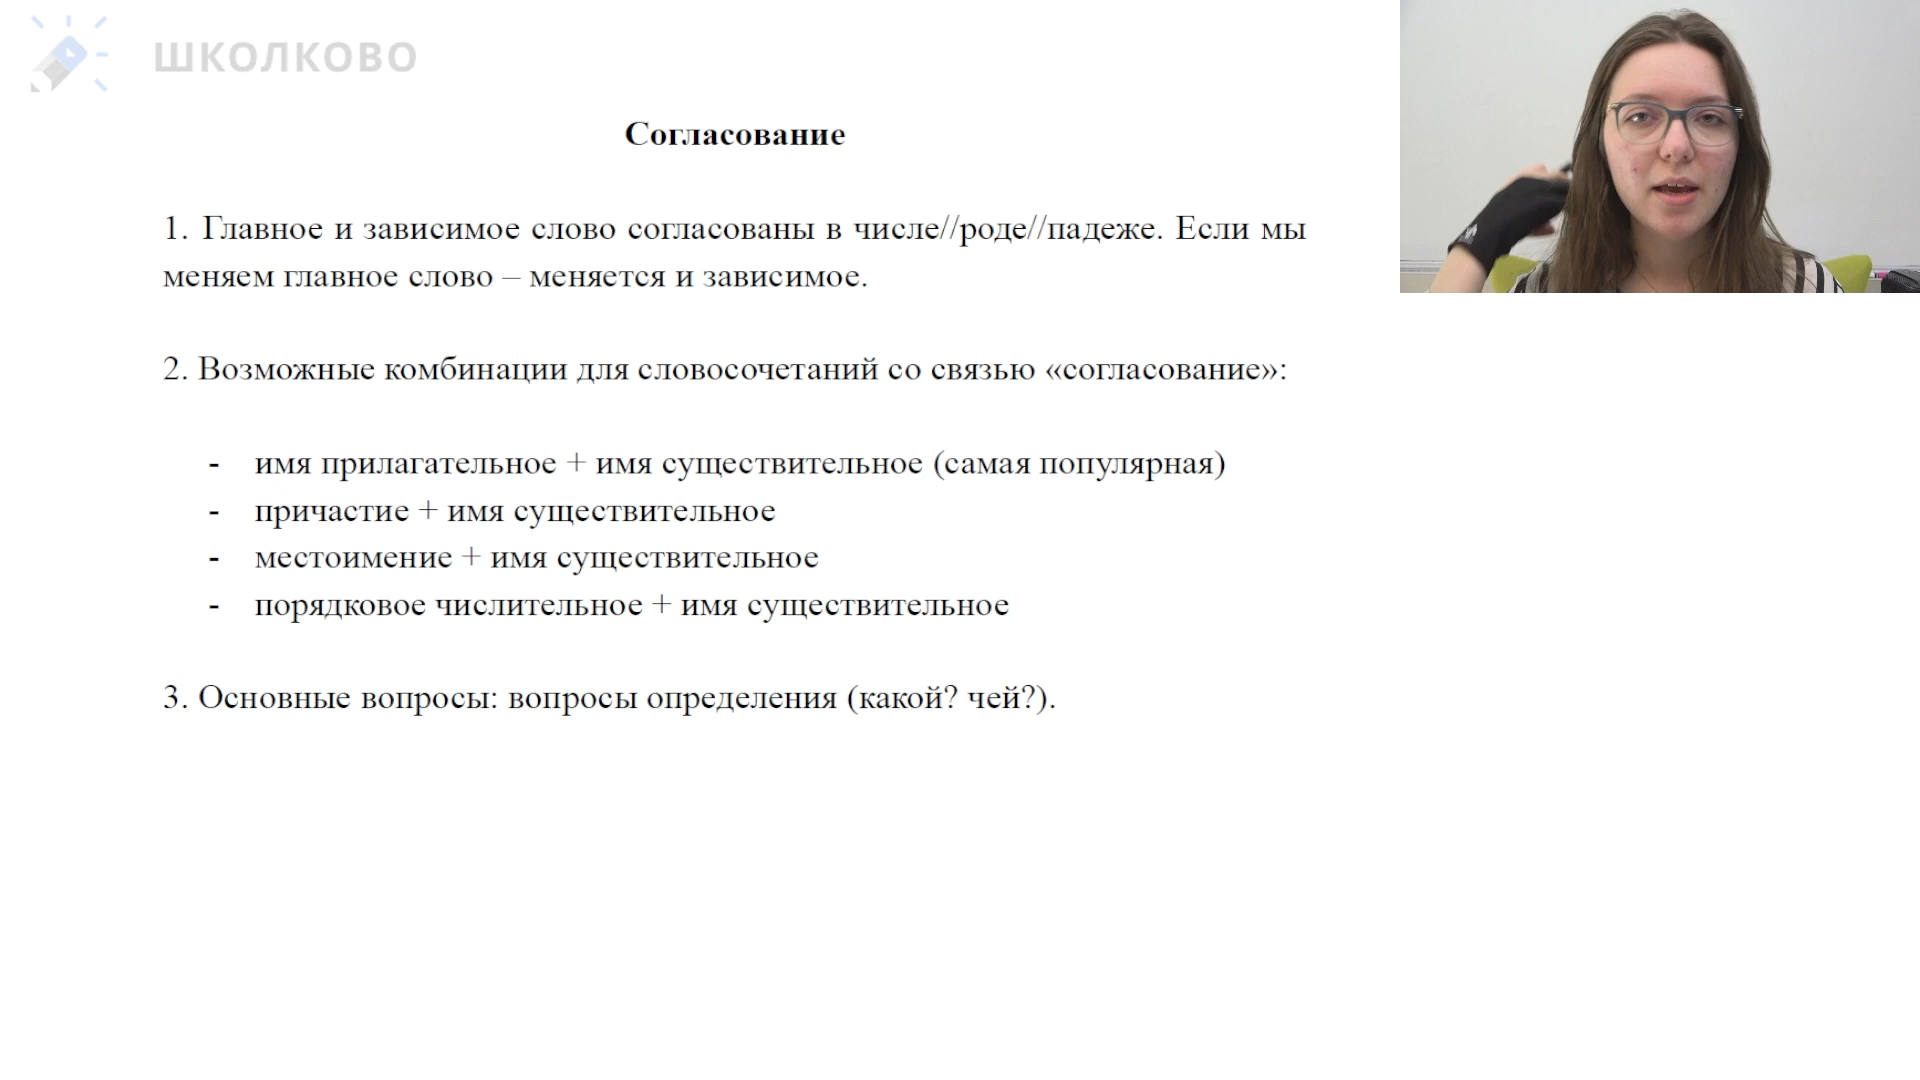 ШКОЛКОВО
Согласование
1. Главное и зависимое слово согласованы в числе//роде//падеже. Если мы
меняем главное слово – меняется и зависимое.
2. Возможные комбинации для словосочетаний со связью «согласование»:
- имя прилагательное + имя существительное (самая популярная)
- причастие + имя существительное
- местоимение + имя существительное
- порядковое числительное + имя существительное
3. Основные вопросы: вопросы определения (какой? чей?).